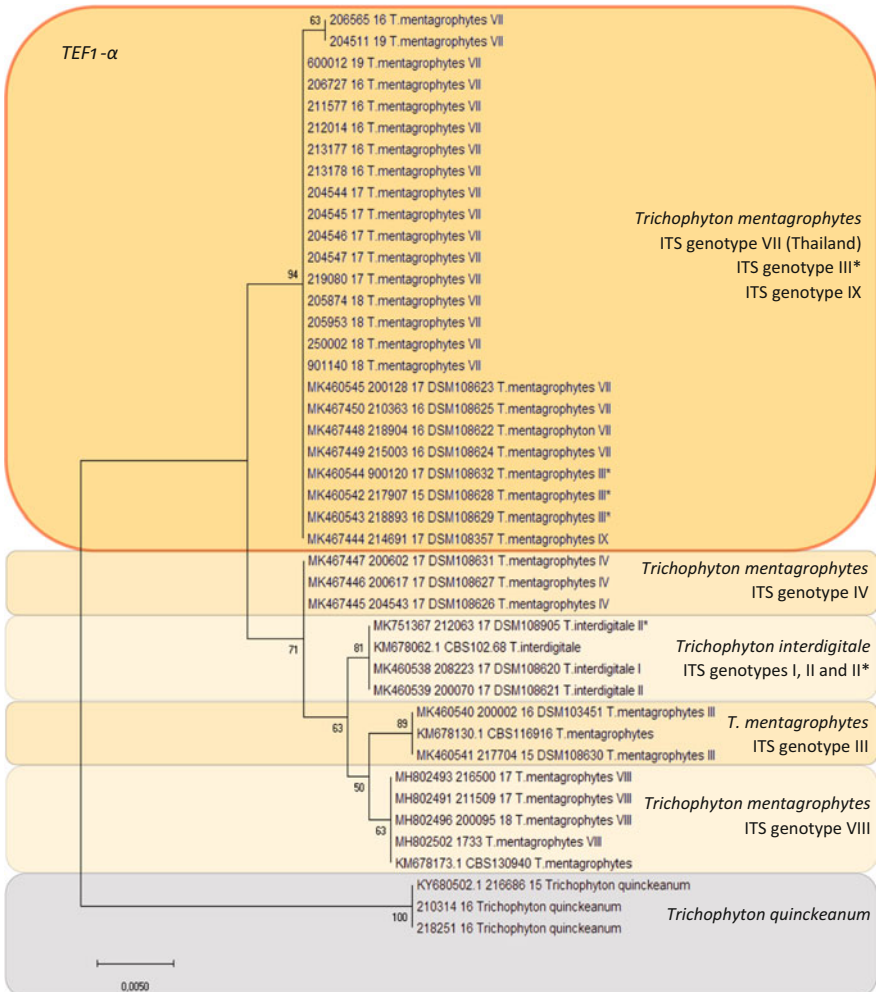 TEF1-α
63
206565 16 T.mentagrophytes VII
204511 19 T.mentagrophytes VII
600012 19 T.mentagrophytes VII
206727 16 T.mentagrophytes VII
211577 16 T.mentagrophytes VII
212014 16 T.mentagrophytes VII
213177 16 T.mentagrophytes VII
213178 16 T.mentagrophytes VII
204544 17 T.mentagrophytes VII
204545 17 T.mentagrophytes VII
204546 17 T.mentagrophytes VII
204547 17 T.mentagrophytes VII
94
219080 17 T.mentagrophytes VII
205874 18 T.mentagrophytes VII
205953 18 T.mentagrophytes VII
250002 18 T.mentagrophytes VII
901140 18 T.mentagrophytes VII
MK460545 200128 17 DSM108623 T.mentagrophytes VII
MK467450 210363 16 DSM108625 T.mentagrophytes VII
MK467448 218904 16 DSM108622 T.mentagrophyton VII
MK467449 215003 16 DSM108624 T.mentagrophytes VII
MK460544 900120 17 DSM108632 T.mentagrophytes III*
MK460542 217907 15 DSM108628 T.mentagrophytes III*
MK460543 218893 16 DSM108629 T.mentagrophytes III*
MK467444 214691 17 DSM108357 T.mentagrophytes IX
Trichophyton mentagrophytes
ITS genotype VII (Thailand)
ITS genotype III*
ITS genotype IX
MK467447 200602 17 DSM108631 T.mentagrophytes IV
MK467446 200617 17 DSM108627 T.mentagrophytes IV
MK467445 204543 17 DSM108626 T.mentagrophytes IV
Trichophyton mentagrophytes
ITS genotype IV
71
MK751367 212063 17 DSM108905 T.interdigitale II*
81
KM678062.1 CBS102.68 T.interdigitale
MK460538 208223 17 DSM108620 T.interdigitale I
MK460539 200070 17 DSM108621 T.interdigitale II
Trichophyton interdigitale
ITS genotypes I, II and II*
63
MK460540 200002 16 DSM103451 T.mentagrophytes III
89
KM678130.1 CBS116916 T.mentagrophytes
MK460541 217704 15 DSM108630 T.mentagrophytes III
T. mentagrophytes
ITS genotype III
50
MH802493 216500 17 T.mentagrophytes VIII
MH802491 211509 17 T.mentagrophytes VIII
MH802496 200095 18 T.mentagrophytes VIII
63
MH802502 1733 T.mentagrophytes VIII
KM678173.1 CBS130940 T.mentagrophytes
Trichophyton mentagrophytes
ITS genotype VIII
KY680502.1 216686 15 Trichophyton quinckeanum
100
210314 16 Trichophyton quinckeanum
218251 16 Trichophyton quinckeanum
Trichophyton quinckeanum
0,0050